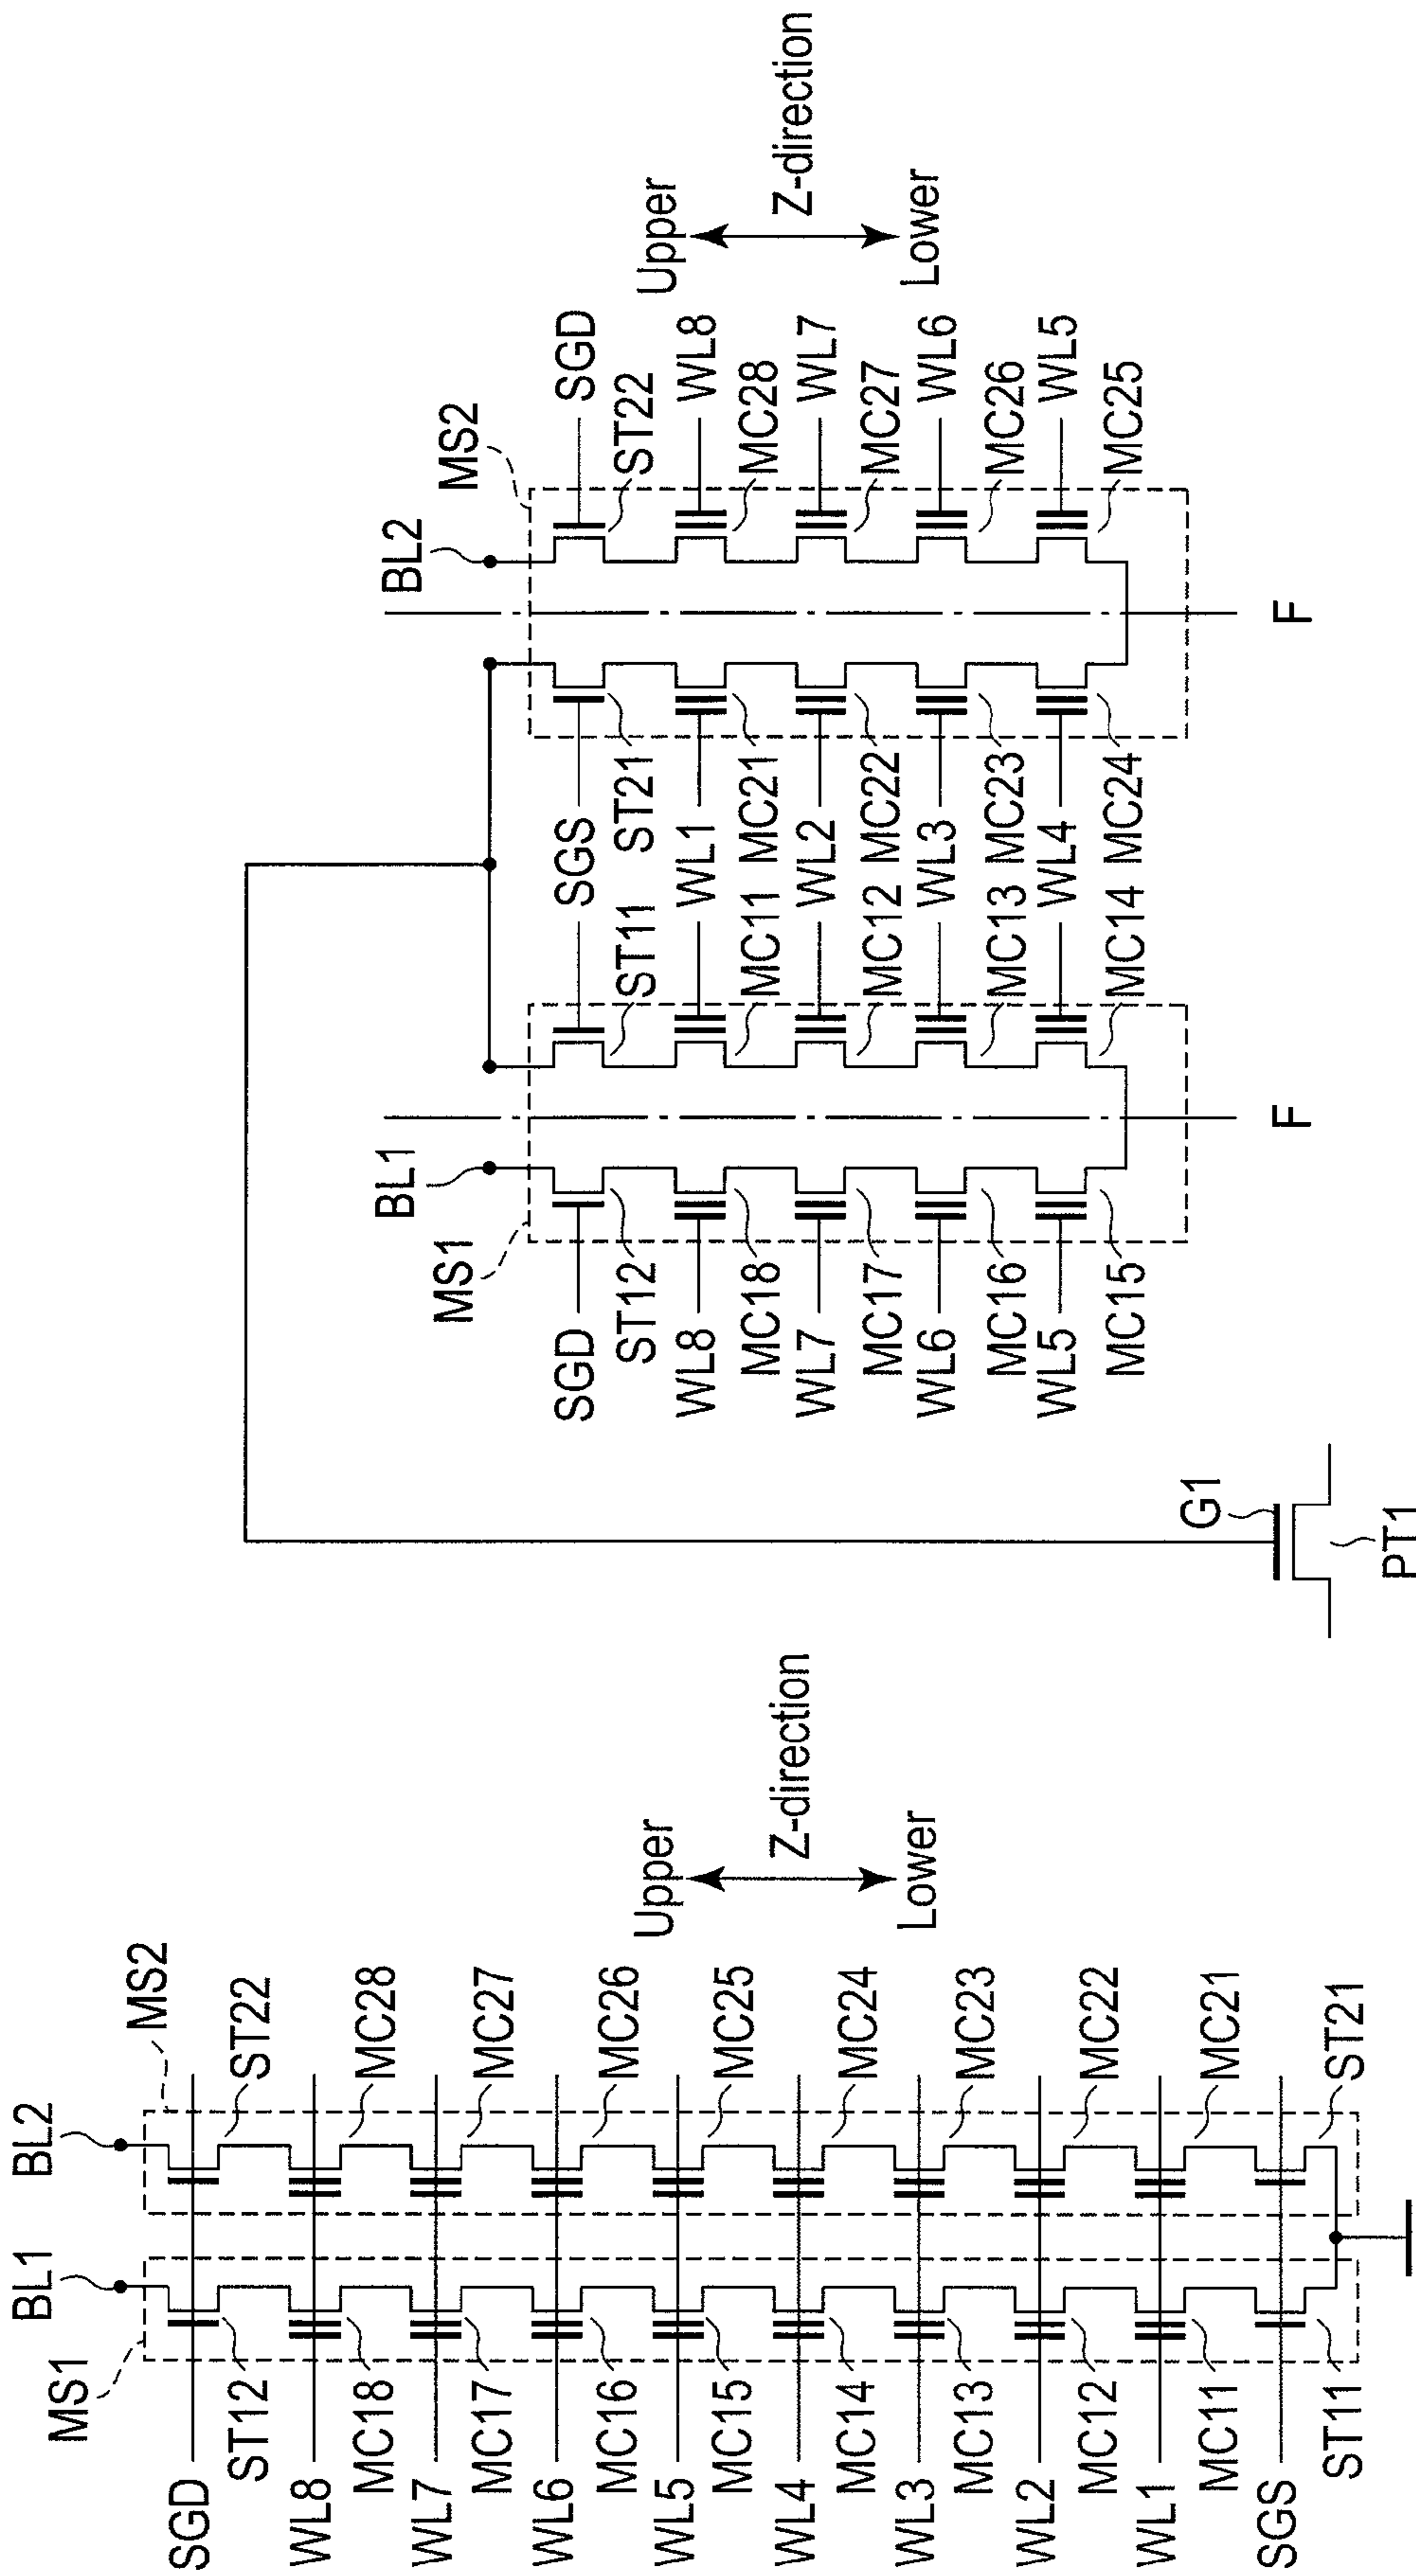 BL1
BL2
MS1
MS2
SGD
ST12
ST22
WL8
MC18
MC28
WL7
MC17
MC27
WL6
MC16
MC26
WL5
MC15
MC25
WL4
MC14
MC24
WL3
MC13
MC23
WL2
MC12
MC22
WL1
MC11
MC21
SGS
ST11
ST21
Upper
Z-direction
Lower
MS1
BL1
BL2
MS2
SGD
SGS
SGD
ST12
ST11
ST21
ST22
WL8
WL1
WL8
MC18
MC11
MC21
MC28
WL7
WL2
WL7
MC17
MC12
MC22
MC27
WL6
WL3
WL6
MC16
MC13
MC23
MC26
WL5
WL4
WL5
MC15
MC14
MC24
MC25
F
F
G1
PT1
Upper
Z-direction
Lower